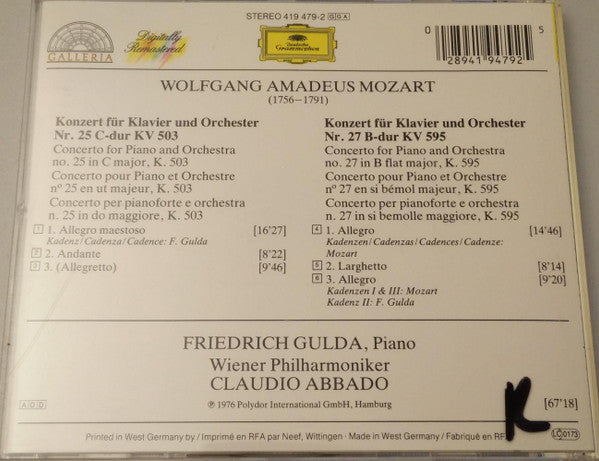 GALLERIA
Digitally
Remastered
STEREO 419 479-2 GGA
Deutsche
Grammophon
0 28941 94792 5
WOLFGANG AMADEUS MOZART
(1756–1791)
Konzert für Klavier und Orchester
Nr. 25 C-dur KV 503
Concerto for Piano and Orchestra
no. 25 in C major, K. 503
Concerto pour Piano et Orchestre
nº 25 en ut majeur, K. 503
Concerto per pianoforte e orchestra
n. 25 in do maggiore, K. 503
1 1. Allegro maestoso [16'27]
Kadenz/Cadenza/Cadence: F. Gulda
2 2. Andante [8'22]
3 3. (Allegretto) [9'46]
Konzert für Klavier und Orchester
Nr. 27 B-dur KV 595
Concerto for Piano and Orchestra
no. 27 in B flat major, K. 595
Concerto pour Piano et Orchestre
nº 27 en si bémol majeur, K. 595
Concerto per pianoforte e orchestra
n. 27 in si bemolle maggiore, K. 595
4 1. Allegro [14'46]
Kadenzen/Cadenzas/Cadences/Cadenze:
Mozart
5 2. Larghetto [8'14]
6 3. Allegro [9'20]
Kadenzen I & III: Mozart
Kadenz II: F. Gulda
FRIEDRICH GULDA, Piano
Wiener Philharmoniker
CLAUDIO ABBADO
℗ 1976 Polydor International GmbH, Hamburg
ADD
K
[67'18]
Printed in West Germany by / Imprimé en RFA par Neef, Wittingen · Made in West Germany / Fabriqué en RFA
LC 0173